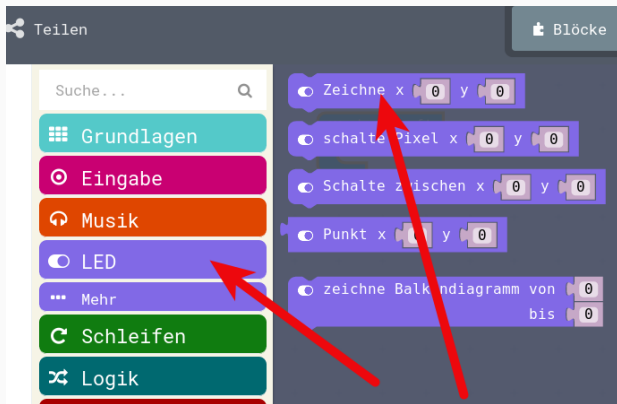 Teilen
Blöcke
Suche...
Grundlagen
Eingabe
Musik
LED
Mehr
Schleifen
Logik
Zeichne x 0 y 0
schalte Pixel x 0 y 0
Schalte zwischen x 0 y 0
Punkt x 0 y 0
zeichne Balkendiagramm von 0
bis 0